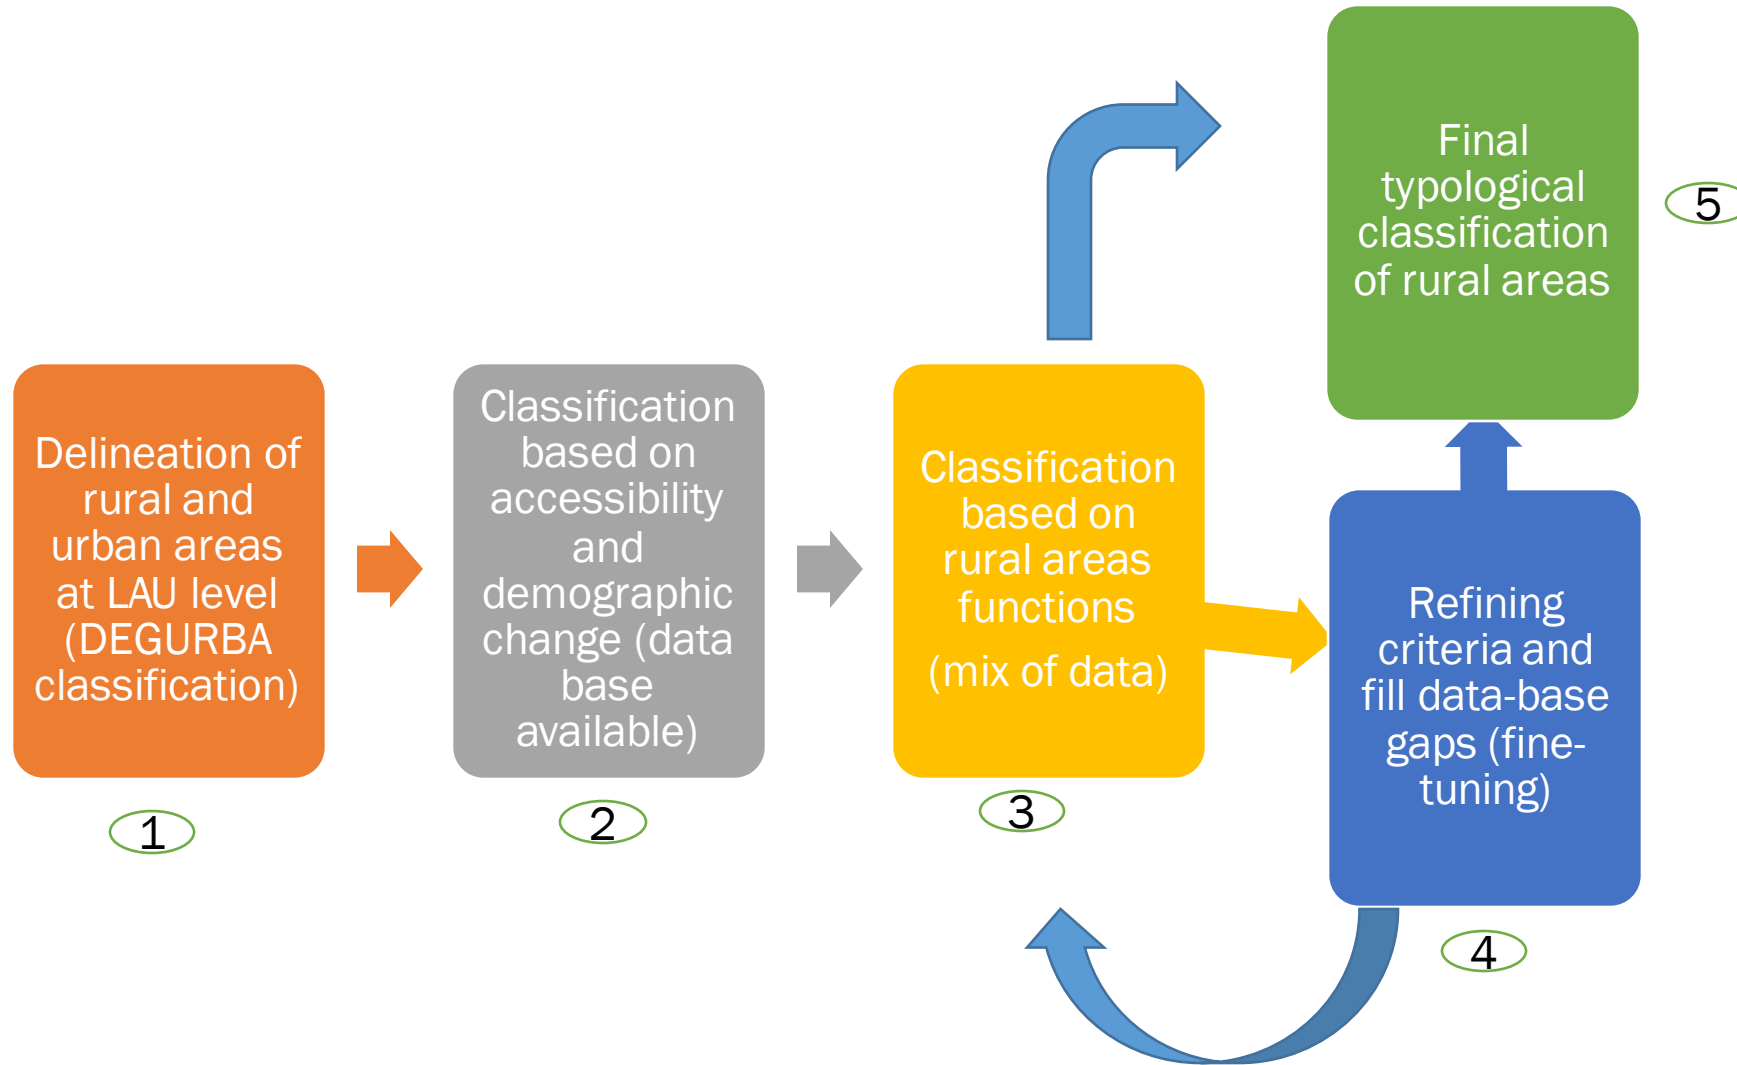 Delineation of
rural and
urban areas
at LAU level
(DEGURBA
classification)
1
Classification
based on
accessibility
and
demographic
change (data
base
available)
2
Classification
based on
rural areas
functions
(mix of data)
3
Refining
criteria and
fill data-base
gaps (fine-
tuning)
4
Final
typological
classification
of rural areas
5